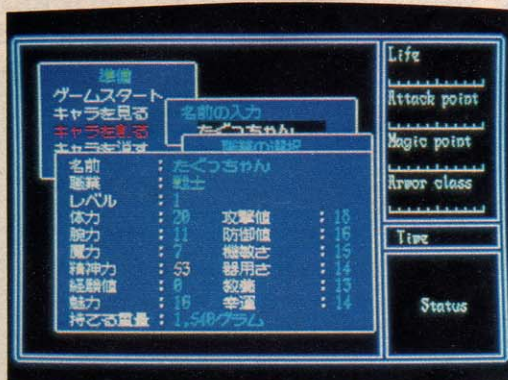 準備
ゲームスタート
キャラを見る
キャラを創る
キャラを消す
名前の入力
たぐっちゃん
職業の選択
名前 : たぐっちゃん
職業 : 戦士
レベル : 1
体力 : 20 攻撃値 : 18
腕力 : 11 防御値 : 16
魔力 : 7 機敏さ : 15
精神力 : 53 器用さ : 14
経験値 : 0 教養 : 13
魅力 : 16 幸運 : 14
持てる重量 : 1,540グラム
Life
Attack point
Magic point
Armor class
Time
Status